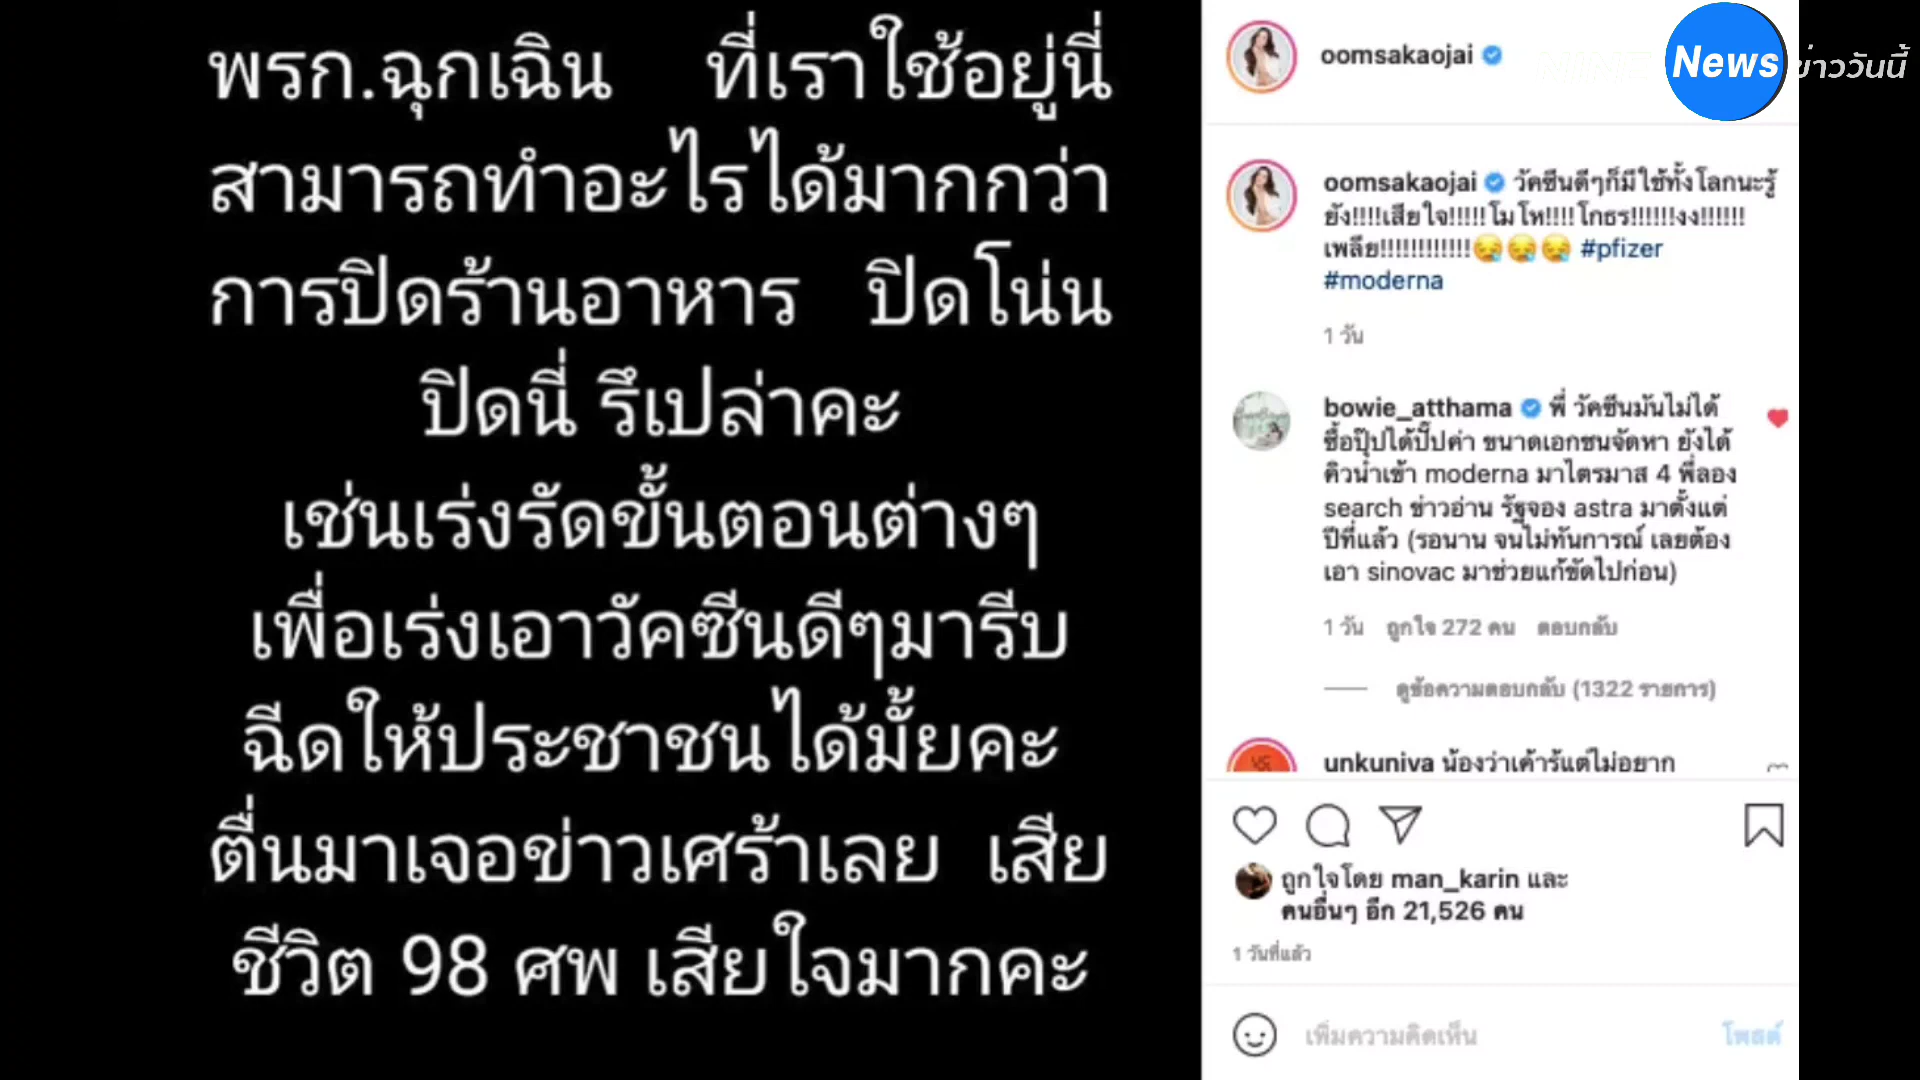 พรก.ฉุกเฉิน ที่เราใช้อยู่นี่
สามารถทำอะไรได้มากกว่า
การปิดร้านอาหาร ปิดโน่น
ปิดนี่ รึเปล่าคะ
เช่นเร่งรัดขั้นตอนต่างๆ
เพื่อเร่งเอาวัคซีนดีๆมารีบ
ฉีดให้ประชาชนได้มั้ยคะ
ตื่นมาเจอข่าวเศร้าเลย เสีย
ชีวิต 98 ศพ เสียใจมากคะ
oomsakaojai
News ข่าววันนี้
oomsakaojai วัคซีนดีๆก็มีใช้ทั้งโลกนะรู้
ยัง!!!!เสียใจ!!!!!โมโห!!!!โกธร!!!!!!งง!!!!!!
เพลีย!!!!!!!!!!!!😪😪😪 #pfizer
#moderna
1 วัน
bowie_atthama พี่ วัคซีนมันไม่ได้
ซื้อปุ๊ปได้ปั๊ปค่า ขนาดเอกชนจัดหา ยังได้
คิวนำเข้า moderna มาไตรมาส 4 พี่ลอง
search ข่าวอ่าน รัฐจอง astra มาตั้งแต่
ปีที่แล้ว (รอนาน จนไม่ทันการณ์ เลยต้อง
เอา sinovac มาช่วยแก้ขัดไปก่อน)
1 วัน ถูกใจ 272 คน ตอบกลับ
ดูข้อความตอบกลับ (1322 รายการ)
unkuniva น้องว่าเค้ารู้แต่ไม่อยาก
ถูกใจโดย man_karin และ
คนอื่นๆ อีก 21,526 คน
1 วันที่แล้ว
เพิ่มความคิดเห็น
โพสต์